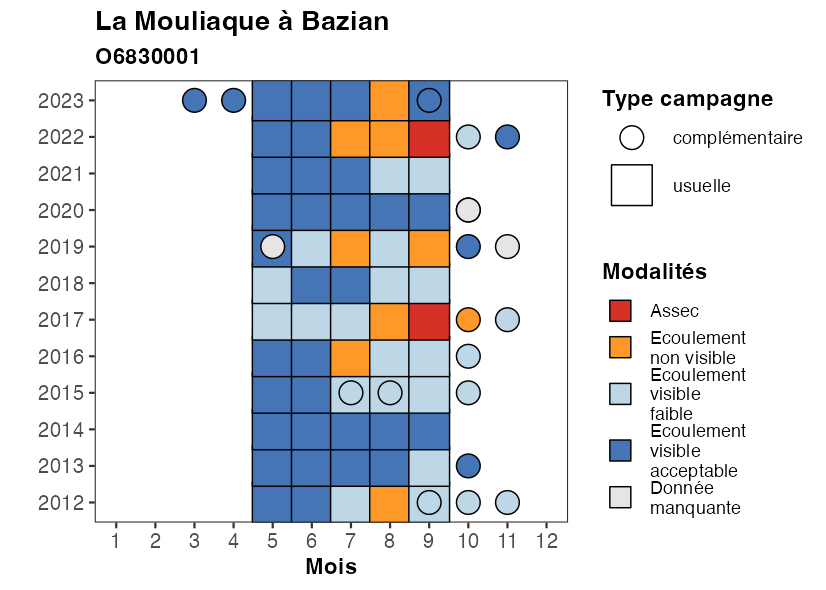 La Mouliaque à Bazian
O6830001
2023
2022
2021
2020
2019
2018
2017
2016
2015
2014
2013
2012
1 2 3 4 5 6 7 8 9 10 11 12
Mois
Type campagne
complémentaire
usuelle
Modalités
Assec
Ecoulement
non visible
Ecoulement
visible
faible
Ecoulement
visible
acceptable
Donnée
manquante